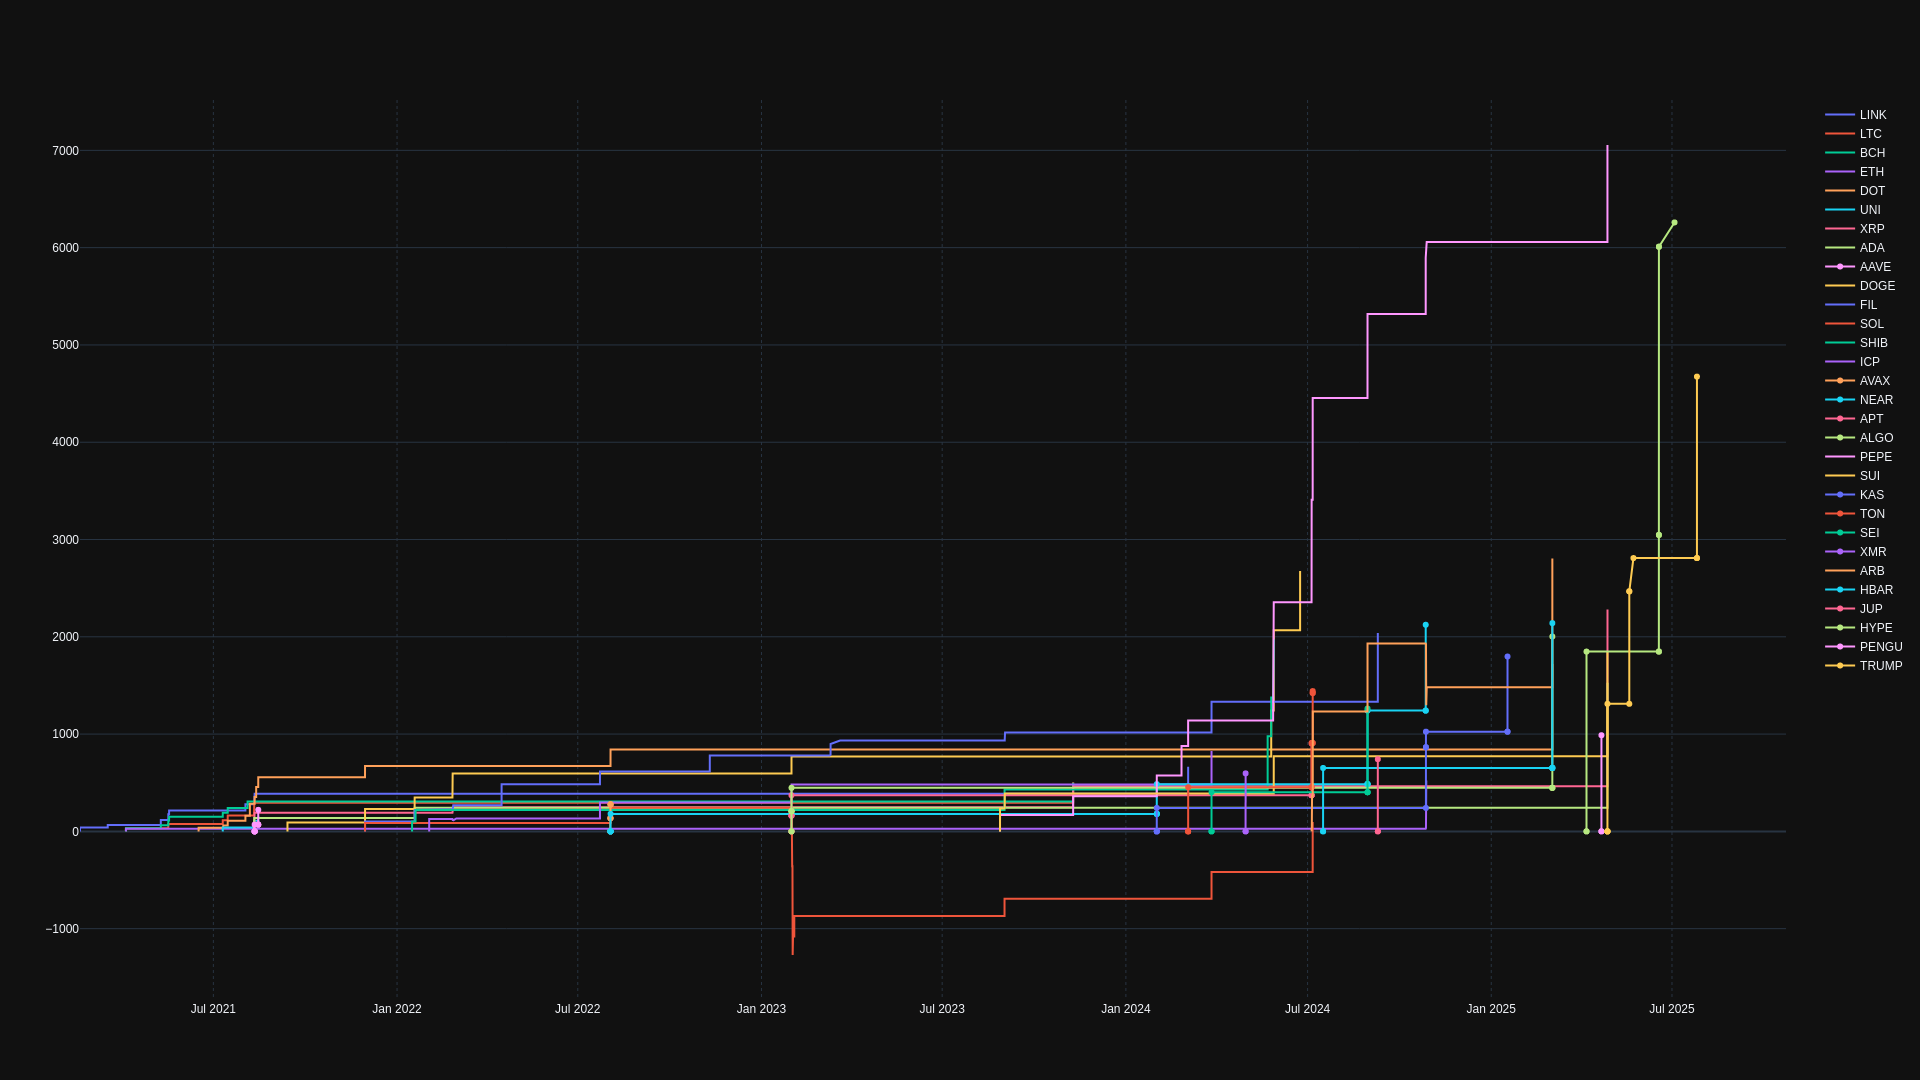 7000
6000
5000
4000
3000
2000
1000
0
−1000
Jul 2021
Jan 2022
Jul 2022
Jan 2023
Jul 2023
Jan 2024
Jul 2024
Jan 2025
Jul 2025
LINK
LTC
BCH
ETH
DOT
UNI
XRP
ADA
AAVE
DOGE
FIL
SOL
SHIB
ICP
AVAX
NEAR
APT
ALGO
PEPE
SUI
KAS
TON
SEI
XMR
ARB
HBAR
JUP
HYPE
PENGU
TRUMP